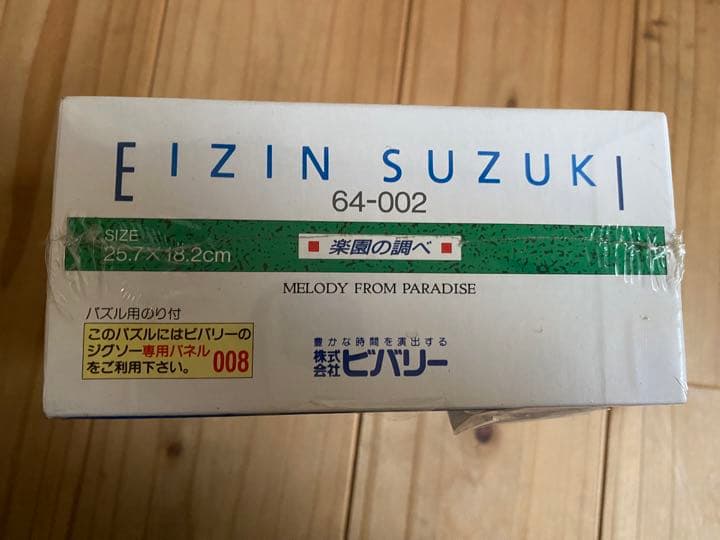 EIZIN SUZUKI
64-002
SIZE
25.7×18.2cm
■楽園の調べ■
MELODY FROM PARADISE
パズル用のり付
このパズルにはビバリーの
ジグソー専用パネル
をご利用下さい。008
豊かな時間を演出する
株式会社ビバリー